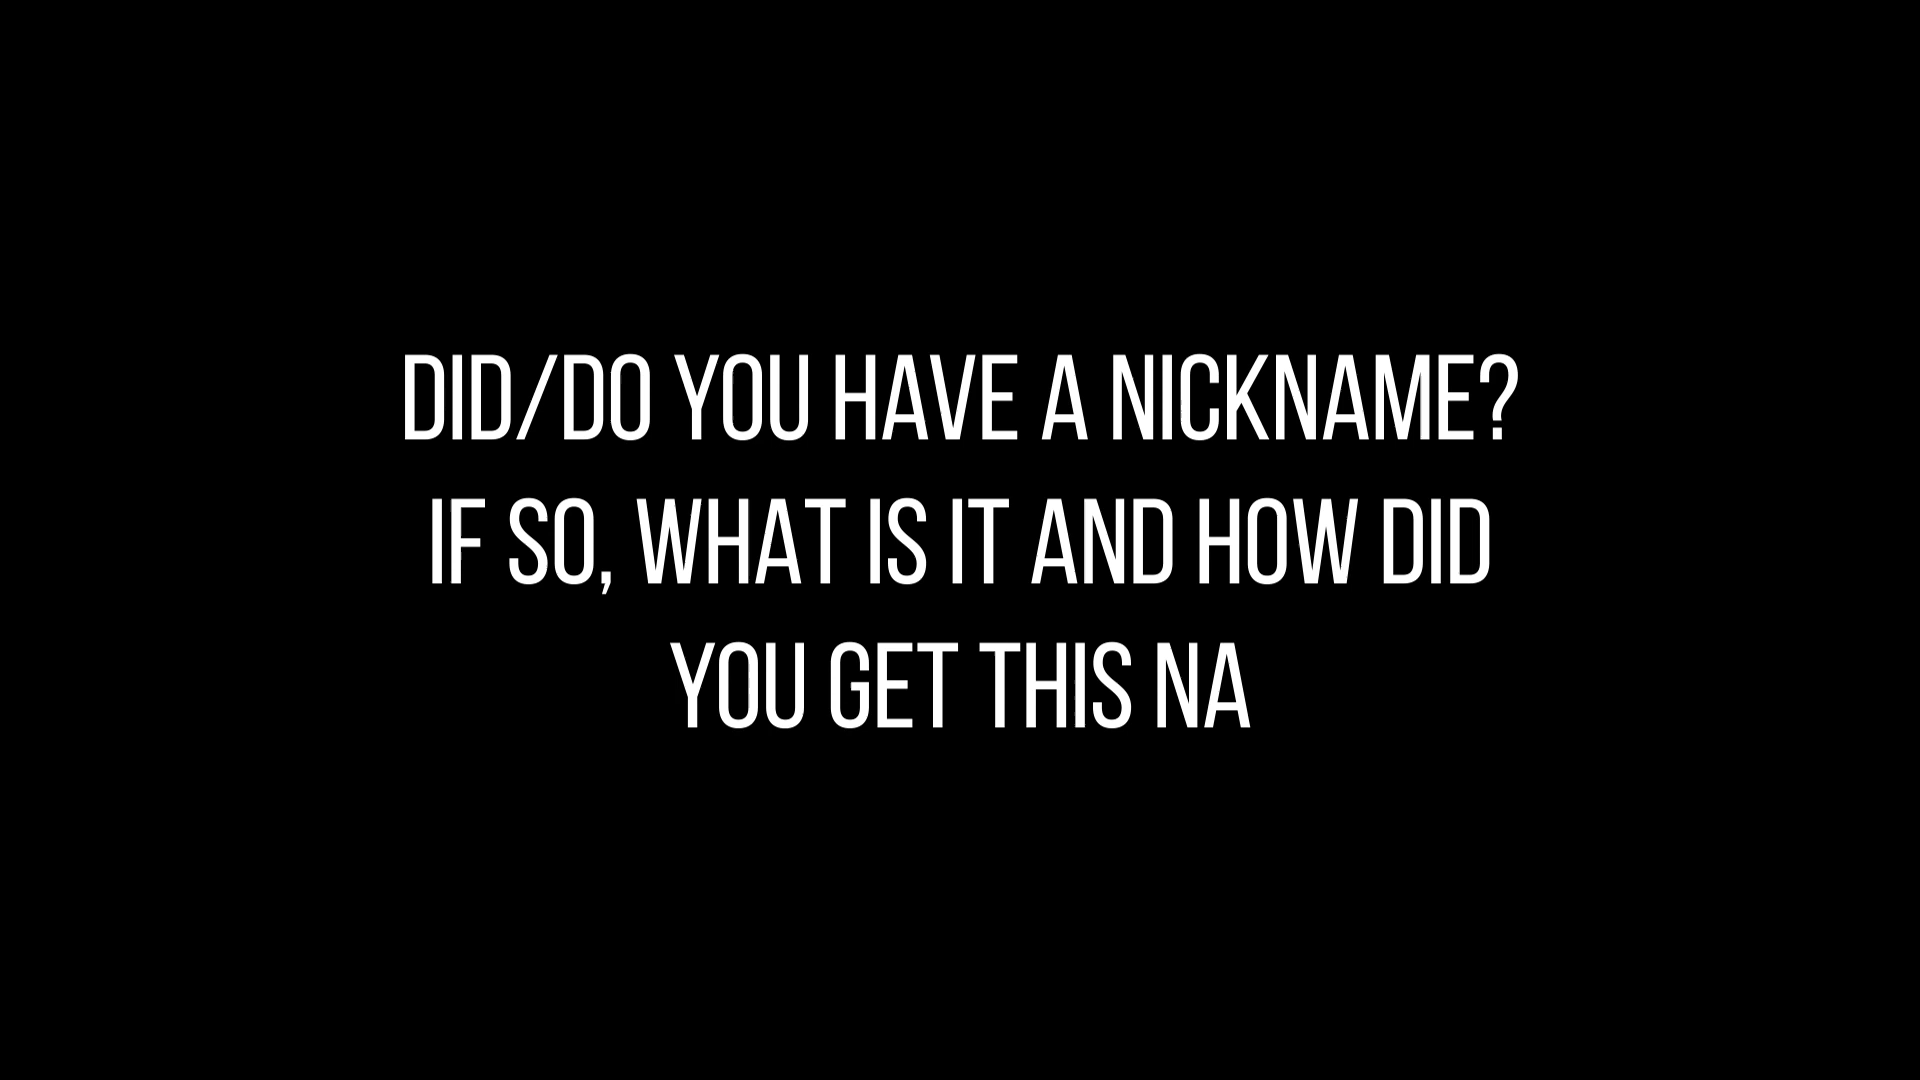 DID/DO YOU HAVE A NICKNAME?
IF SO, WHAT IS IT AND HOW DID
YOU GET THIS NA